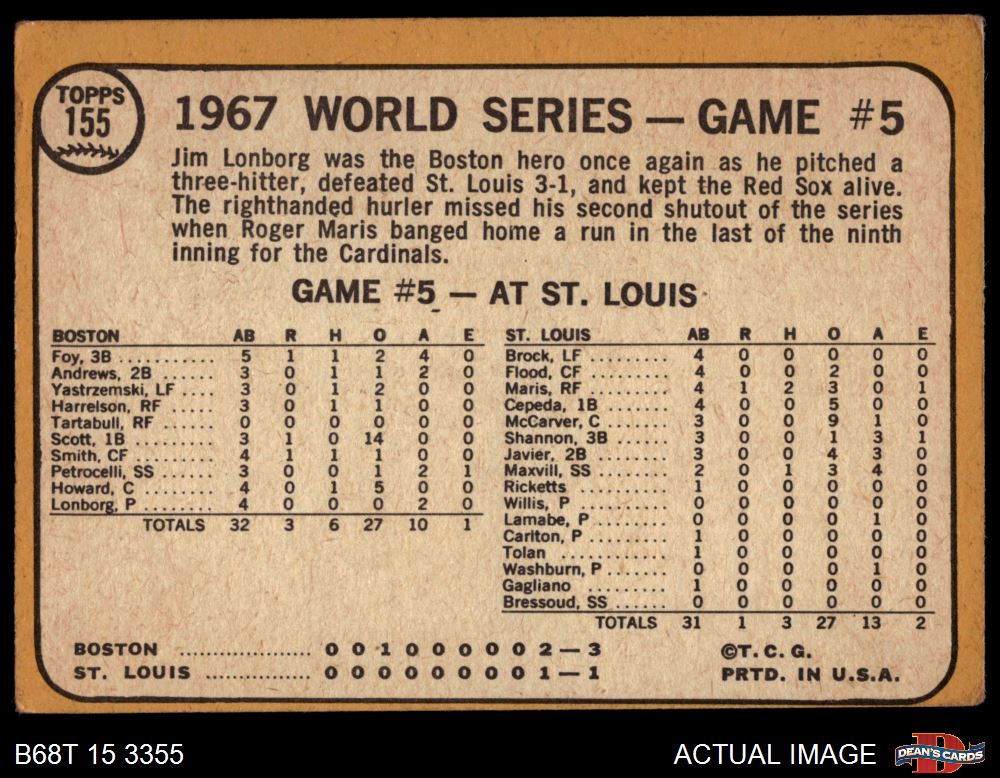 TOPPS
155
1967 WORLD SERIES — GAME #5
Jim Lonborg was the Boston hero once again as he pitched a
three-hitter, defeated St. Louis 3-1, and kept the Red Sox alive.
The righthanded hurler missed his second shutout of the series
when Roger Maris banged home a run in the last of the ninth
inning for the Cardinals.
GAME #5 — AT ST. LOUIS
BOSTON AB R H O A E
Foy, 3B .......... 5 1 1 2 4 0
Andrews, 2B ...... 3 0 1 1 2 0
Yastrzemski, LF .... 3 0 1 2 0 0
Harrelson, RF ..... 3 0 1 1 0 0
Tartabull, RF ...... 0 0 0 0 0 0
Scott, 1B ......... 3 1 0 14 0 0
Smith, CF ......... 4 1 1 1 0 0
Petrocelli, SS ...... 3 0 0 1 2 1
Howard, C ........ 4 0 1 5 0 0
Lonborg, P ........ 4 0 0 0 2 0
TOTALS 32 3 6 27 10 1
ST. LOUIS AB R H O A E
Brock, LF ......... 4 0 0 0 0 0
Flood, CF ......... 4 0 0 2 0 0
Maris, RF ......... 4 1 2 3 0 1
Cepeda, 1B ....... 4 0 0 5 0 0
McCarver, C ....... 3 0 0 9 1 0
Shannon, 3B ...... 3 0 0 1 3 1
Javier, 2B ........ 3 0 0 4 3 0
Maxvill, SS ....... 2 0 1 3 4 0
Ricketts ......... 1 0 0 0 0 0
Willis, P .......... 0 0 0 0 0 0
Lamabe, P ........ 0 0 0 0 1 0
Carlton, P ........ 1 0 0 0 0 0
Tolan ............ 1 0 0 0 0 0
Washburn, P ....... 0 0 0 0 1 0
Gagliano ......... 1 0 0 0 0 0
Bressoud, SS ...... 0 0 0 0 0 0
TOTALS 31 1 3 27 13 2
BOSTON ..................... 0 0 1 0 0 0 0 0 2 — 3
ST. LOUIS ................. 0 0 0 0 0 0 0 0 1 — 1
©T. C. G.
PRTD. IN U.S.A.
B68T 15 3355
ACTUAL IMAGE
D
DEAN'S CARDS